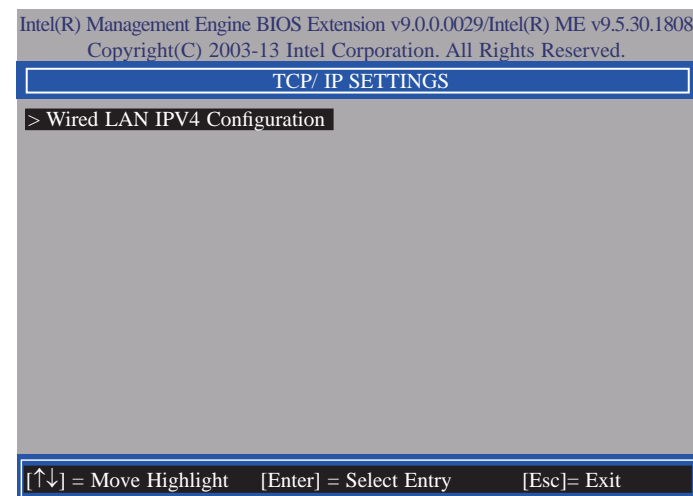 Intel(R) Management Engine BIOS Extension v9.0.0.0029/Intel(R) ME v9.5.30.1808
Copyright(C) 2003-13 Intel Corporation. All Rights Reserved.
TCP/ IP SETTINGS
> Wired LAN IPV4 Configuration
[↑↓] = Move Highlight [Enter] = Select Entry [Esc]= Exit